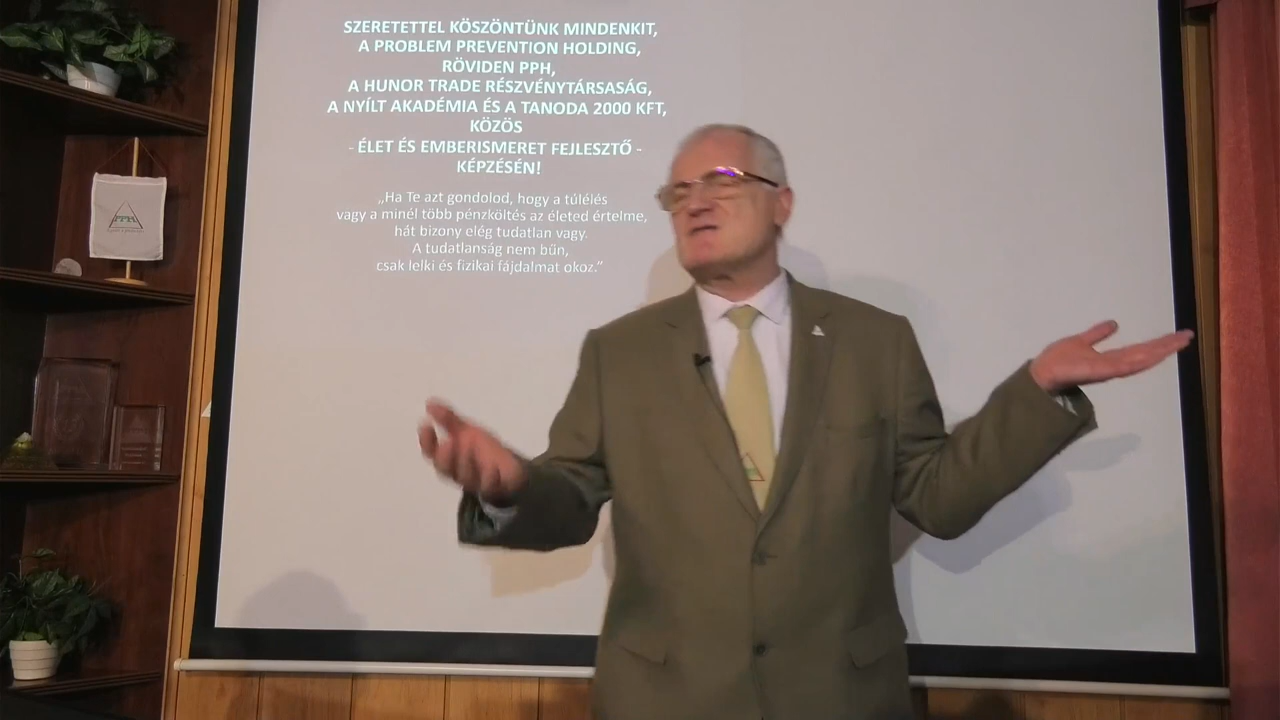 SZERETETTEL KÖSZÖNTÜNK MINDENKIT,
A PROBLEM PREVENTION HOLDING,
RÖVIDEN PPH,
A HUNOR TRADE RÉSZVÉNYTÁRSASÁG,
A NYÍLT AKADÉMIA ÉS A TANODA 2000 KFT,
KÖZÖS
- ÉLET ÉS EMBERISMERET FEJLESZTŐ -
KÉPZÉSÉN!
„Ha Te azt gondolod, hogy a túlélés
vagy a minél több pénzköltés az életed értelme,
hát bizony elég tudatlan vagy.
A tudatlanság nem bűn,
csak lelki és fizikai fájdalmat okoz.”
PPH